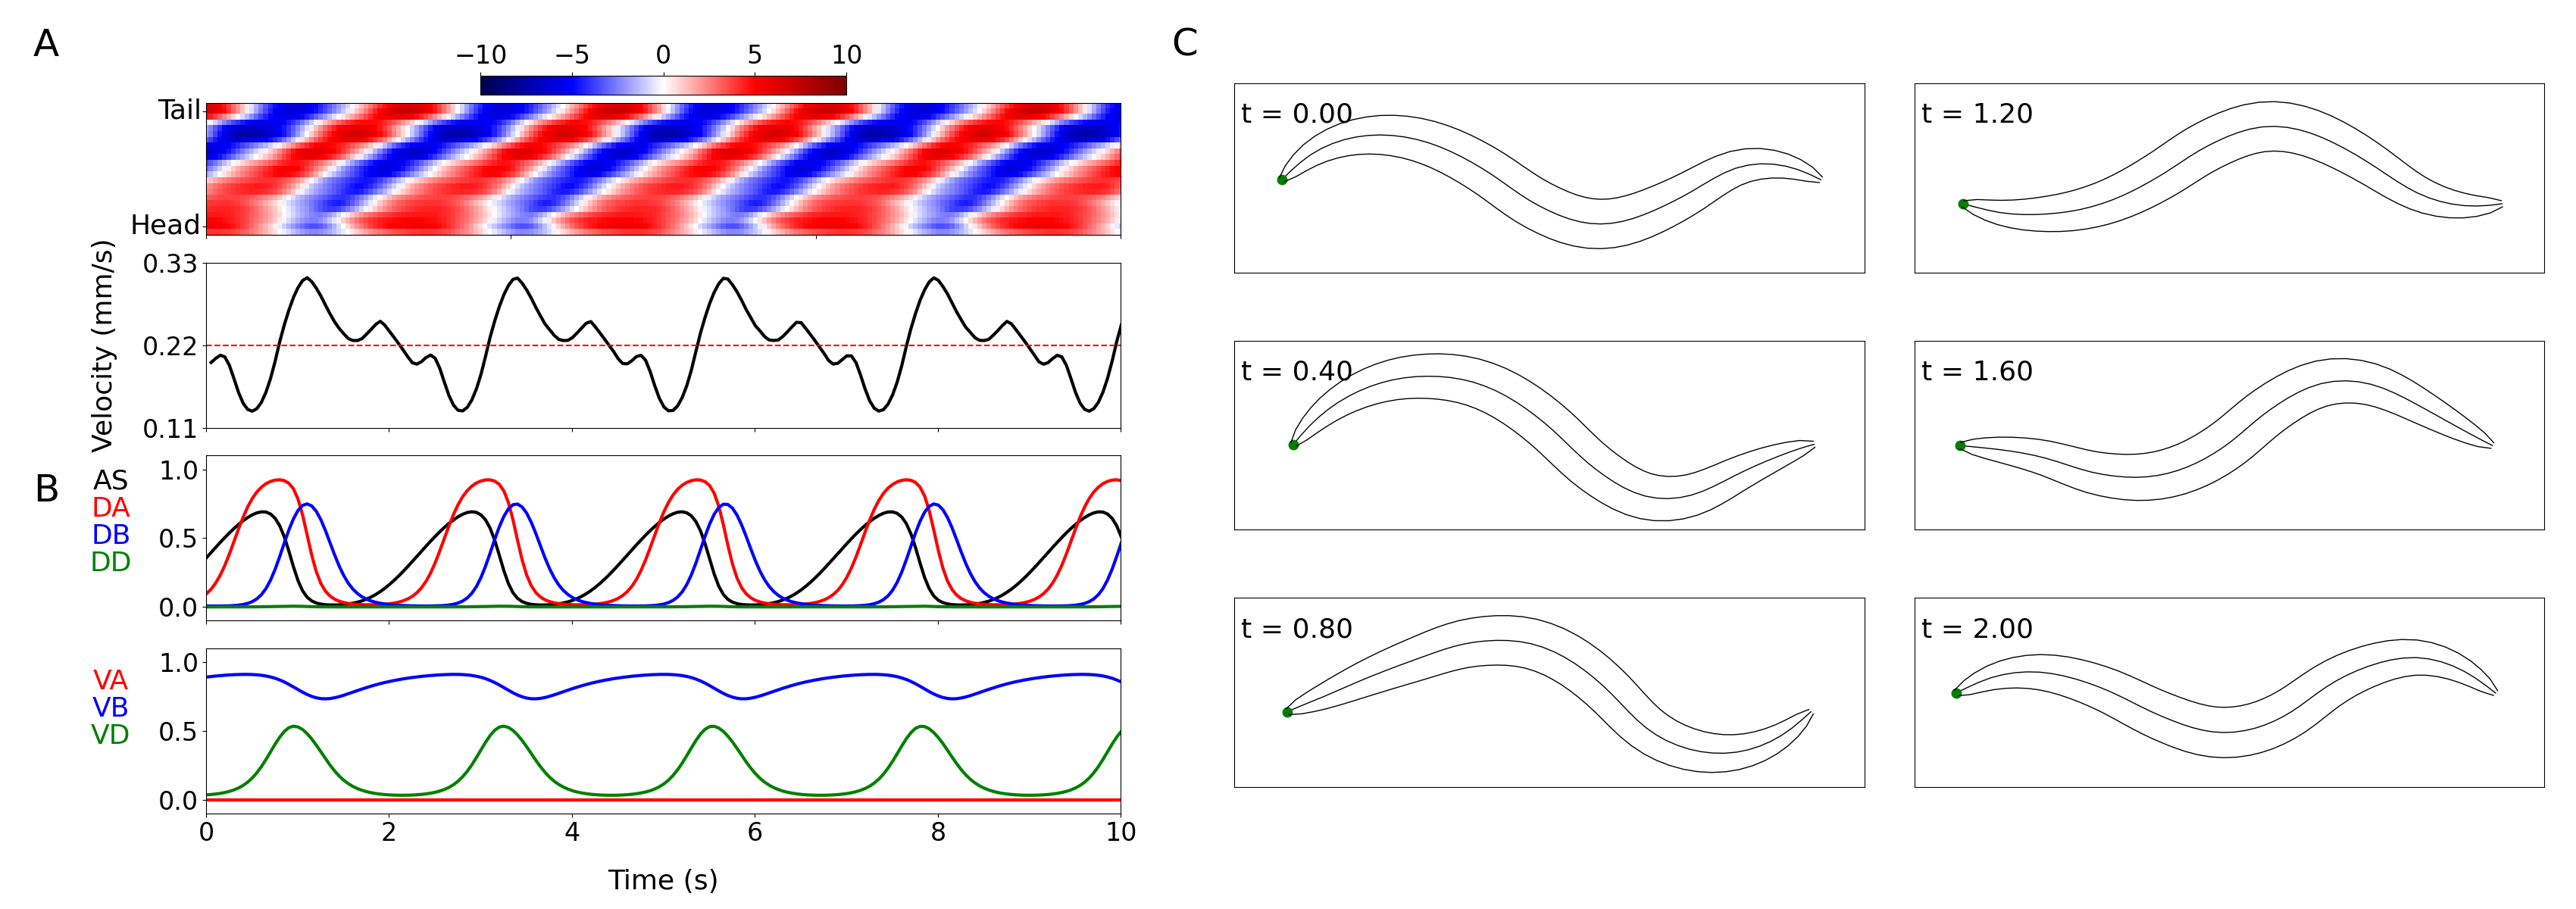 A
−10 −5 0 5 10
Tail
Head
Velocity (mm/s)
0.33
0.22
0.11
B
AS
DA
DB
DD
1.0
0.5
0.0
VA
VB
VD
1.0
0.5
0.0
0 2 4 6 8 10
Time (s)
C
t = 0.00
t = 1.20
t = 0.40
t = 1.60
t = 0.80
t = 2.00